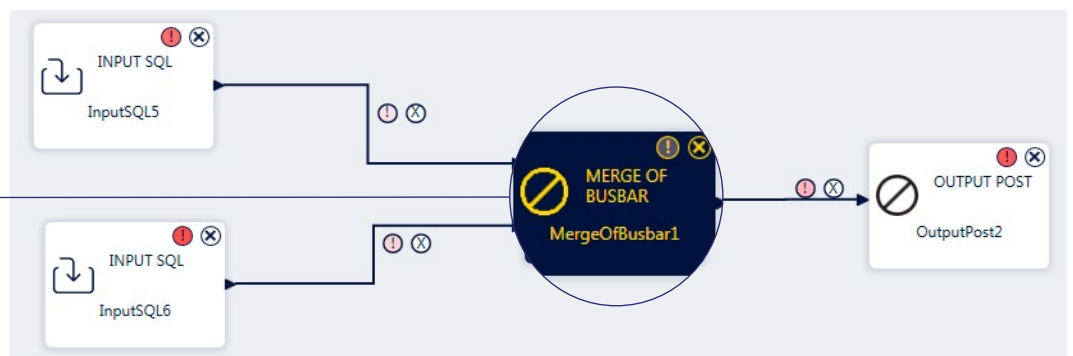 INPUT SQL
InputSQL5
! X
MERGE OF
BUSBAR
MergeOfBusbar1
! X
OUTPUT POST
OutputPost2
! X
INPUT SQL
InputSQL6